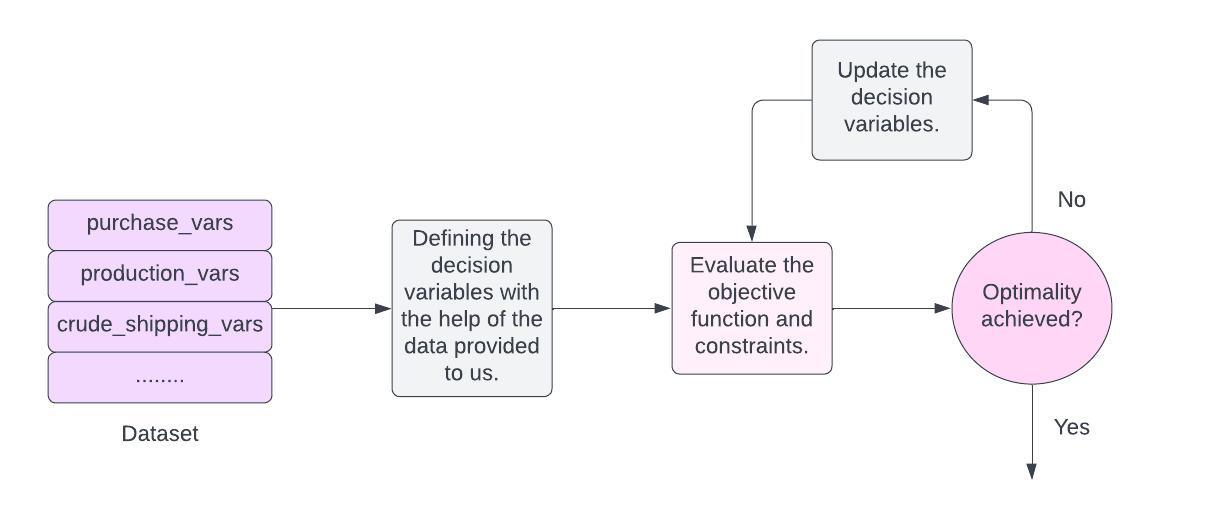 purchase_vars
production_vars
crude_shipping_vars
........
Dataset
Defining the
decision
variables with
the help of the
data provided
to us.
Evaluate the
objective
function and
constraints.
Update the
decision
variables.
Optimality
achieved?
No
Yes